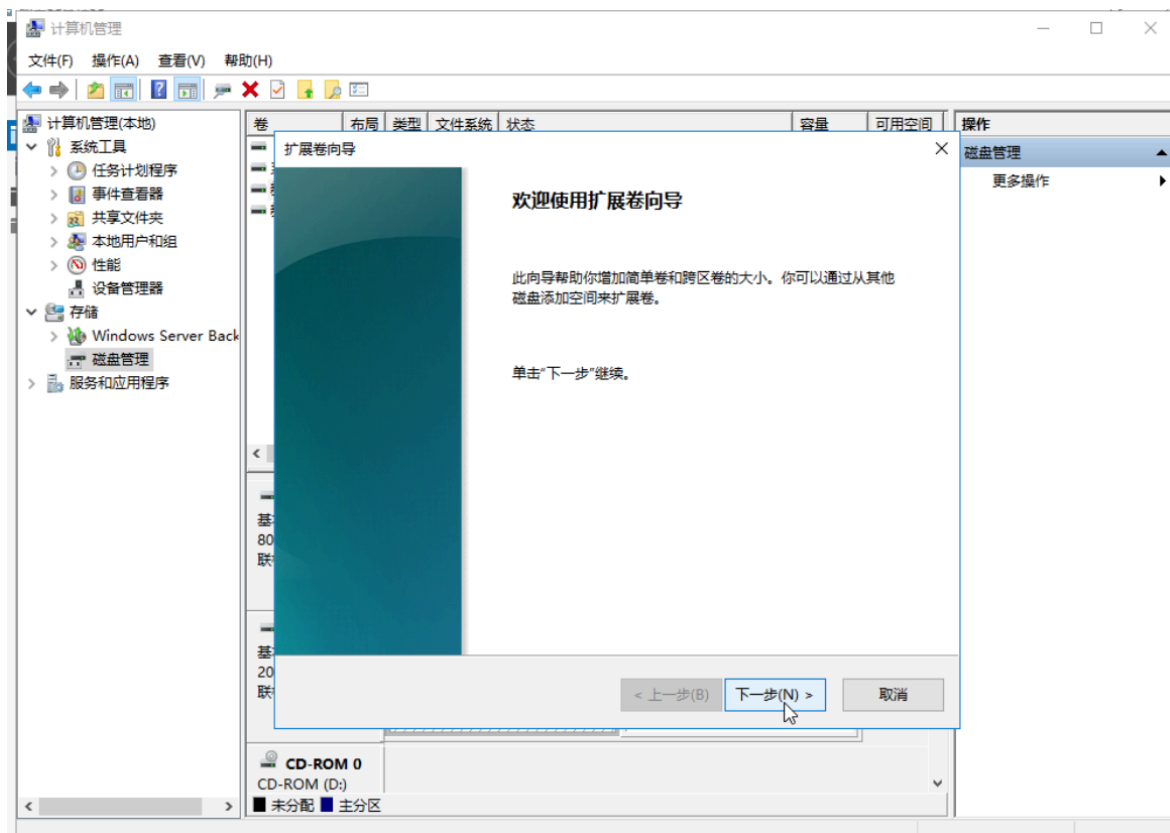 计算机管理
文件(F) 操作(A) 查看(V) 帮助(H)
计算机管理(本地)
系统工具
任务计划程序
事件查看器
共享文件夹
本地用户和组
性能
设备管理器
存储
Windows Server Back
磁盘管理
服务和应用程序
卷 布局 类型 文件系统 状态 容量 可用空间
扩展卷向导
欢迎使用扩展卷向导
此向导帮助你增加简单卷和跨区卷的大小。你可以通过从其他
磁盘添加空间来扩展卷。
单击"下一步"继续。
< 上一步(B) 下一步(N) > 取消
基
80
联
基
20
联
CD-ROM 0
CD-ROM (D:)
未分配 主分区
操作
磁盘管理
更多操作